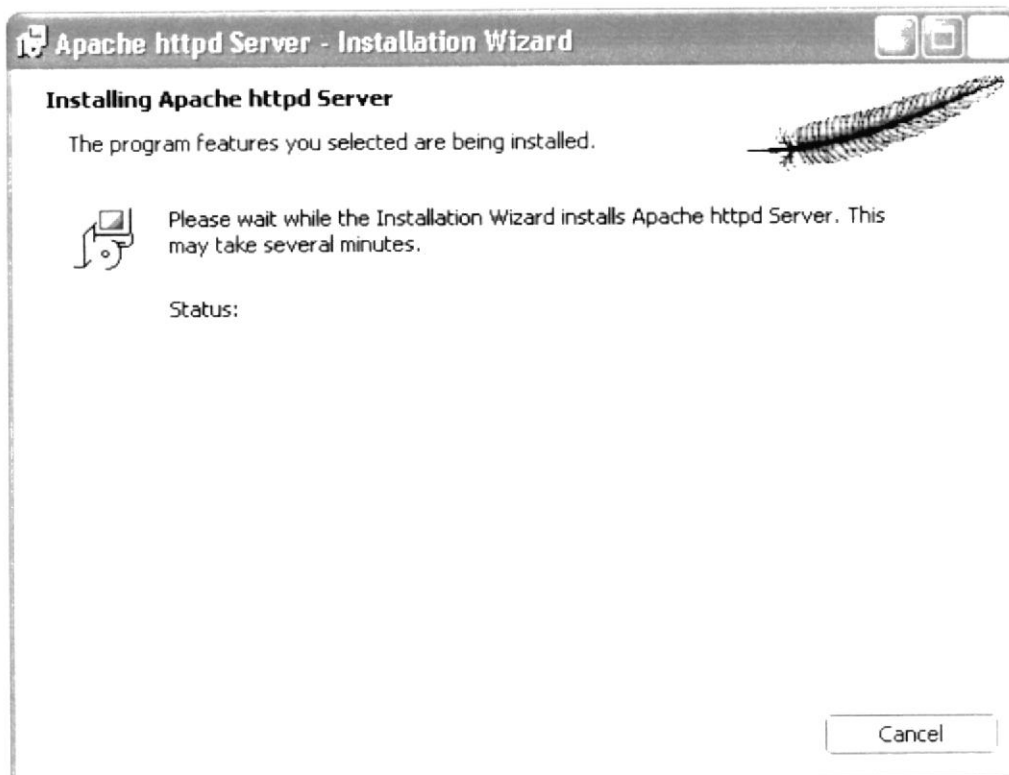 Apache httpd Server - Installation Wizard
Installing Apache httpd Server
The program features you selected are being installed.
Please wait while the Installation Wizard installs Apache httpd Server. This
may take several minutes.
Status:
Cancel